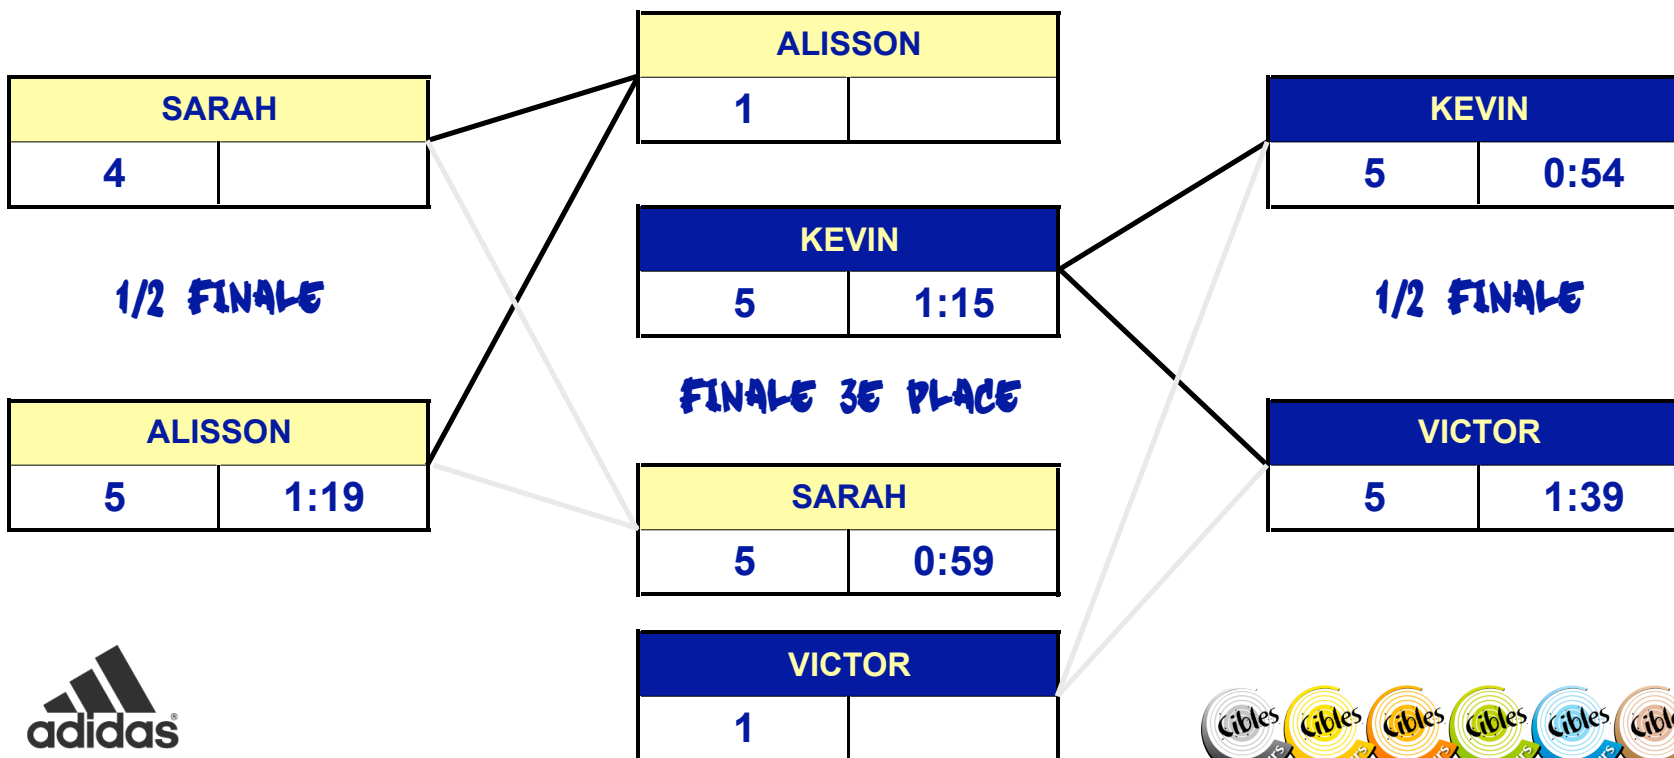 ALISSON
1
SARAH
4
KEVIN
5 0:54
KEVIN
5 1:15
1/2 FINALE
1/2 FINALE
FINALE 3E PLACE
ALISSON
5 1:19
VICTOR
5 1:39
SARAH
5 0:59
VICTOR
1
adidas®
Cibles Cibles Cibles Cibles Cibles